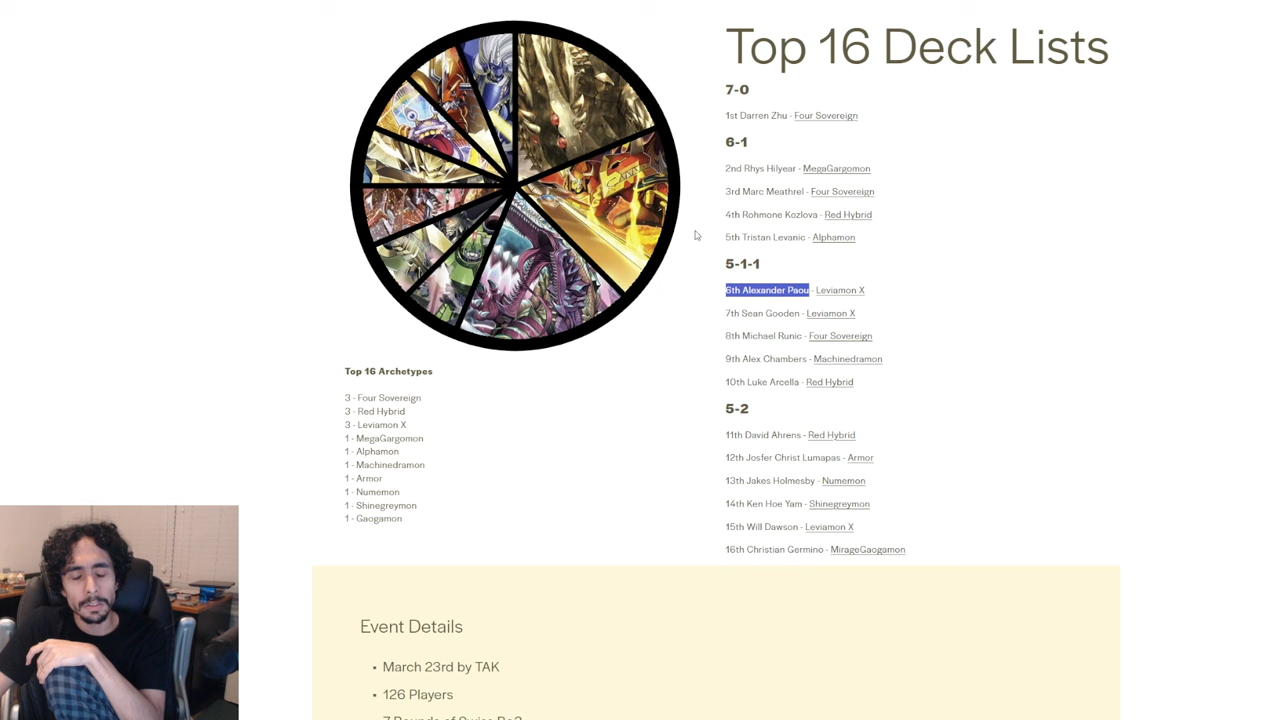 Top 16 Deck Lists
7-0
1st Darren Zhu - Four Sovereign
6-1
2nd Rhys Hilyear - MegaGargomon
3rd Marc Meathrel - Four Sovereign
4th Rohmone Kozlova - Red Hybrid
5th Tristan Levanic - Alphamon
5-1-1
6th Alexander Paou - Leviamon X
7th Sean Gooden - Leviamon X
8th Michael Runic - Four Sovereign
9th Alex Chambers - Machinedramon
10th Luke Arcella - Red Hybrid
5-2
11th David Ahrens - Red Hybrid
12th Josfer Christ Lumapas - Armor
13th Jakes Holmesby - Numemon
14th Ken Hoe Yam - Shinegreymon
15th Will Dawson - Leviamon X
16th Christian Germino - MirageGaogamon
Top 16 Archetypes
3 - Four Sovereign
3 - Red Hybrid
3 - Leviamon X
1 - MegaGargomon
1 - Alphamon
1 - Machinedramon
1 - Armor
1 - Numemon
1 - Shinegreymon
1 - Gaogamon
Event Details
• March 23rd by TAK
• 126 Players
7 Rounds of Swiss Bo3